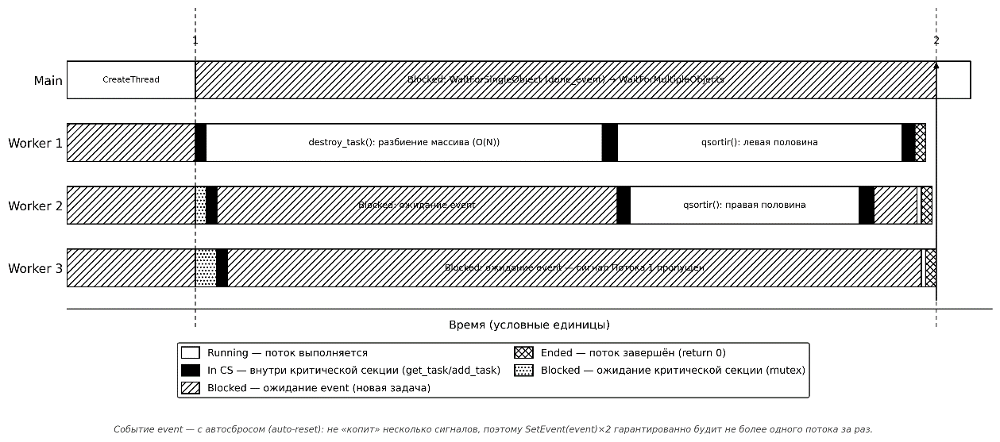 1
2
Main
CreateThread
Blocked: WaitForSingleObject (done_event) → WaitForMultipleObjects
Worker 1
destroy_task(): разбиение массива (O(N))
qsortir(): левая половина
Worker 2
Blocked: ожидание event
qsortir(): правая половина
Worker 3
Blocked: ожидание event — сигнал Потока 1 пропущен
Время (условные единицы)
Running — поток выполняется
In CS — внутри критической секции (get_task/add_task)
Blocked — ожидание event (новая задача)
Ended — поток завершён (return 0)
Blocked — ожидание критической секции (mutex)
Событие event — с автосбросом (auto-reset): не «копит» несколько сигналов, поэтому SetEvent(event)×2 гарантированно будит не более одного потока за раз.